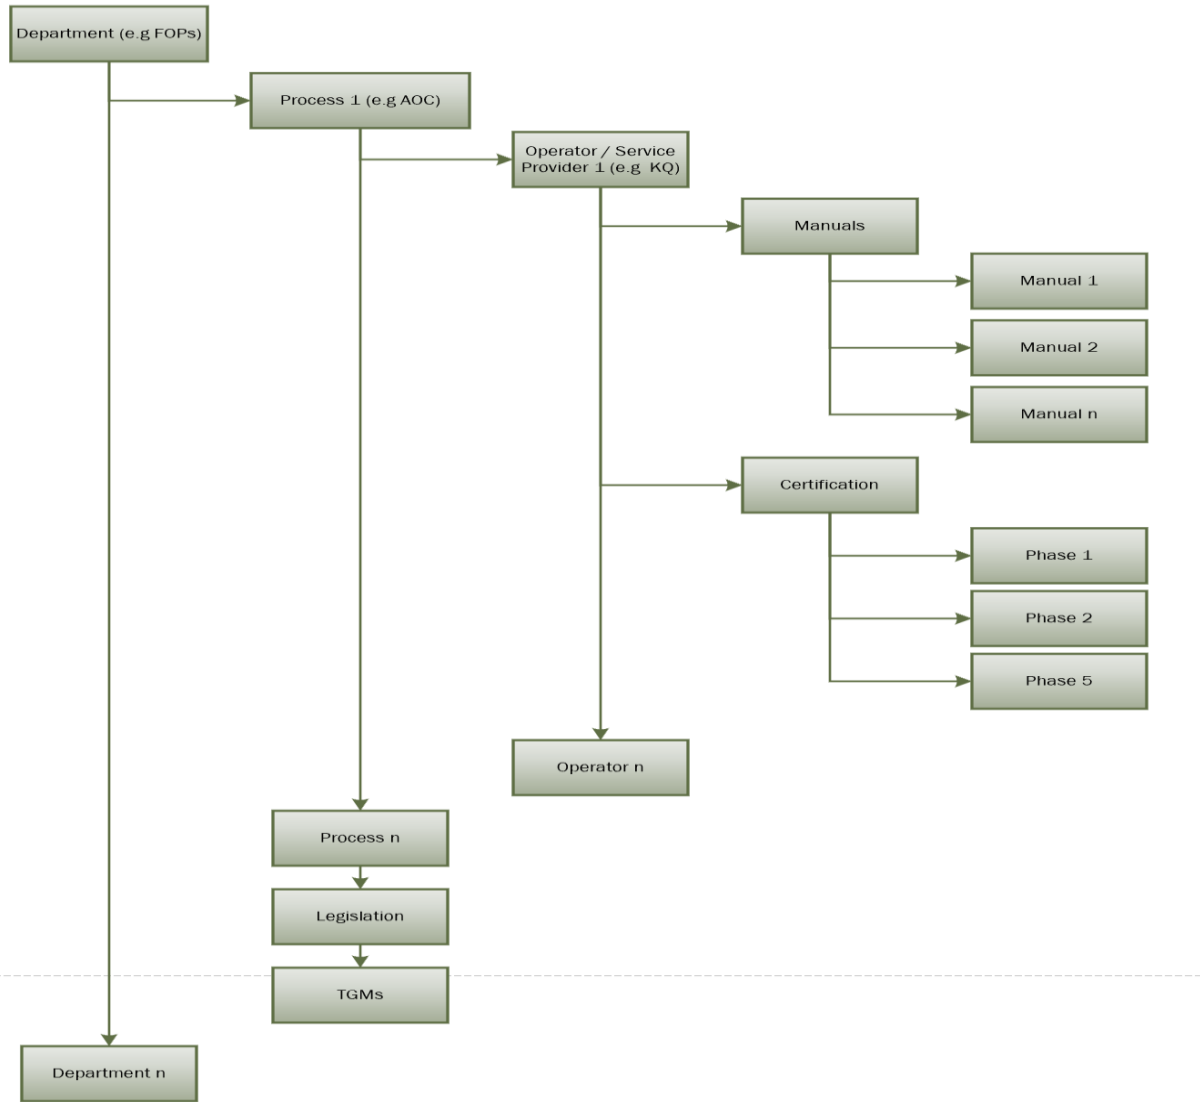 Department (e.g FOPs)
Process 1 (e.g AOC)
Operator / Service
Provider 1 (e.g KQ)
Manuals
Manual 1
Manual 2
Manual n
Certification
Phase 1
Phase 2
Phase 5
Operator n
Process n
Legislation
TGMs
Department n